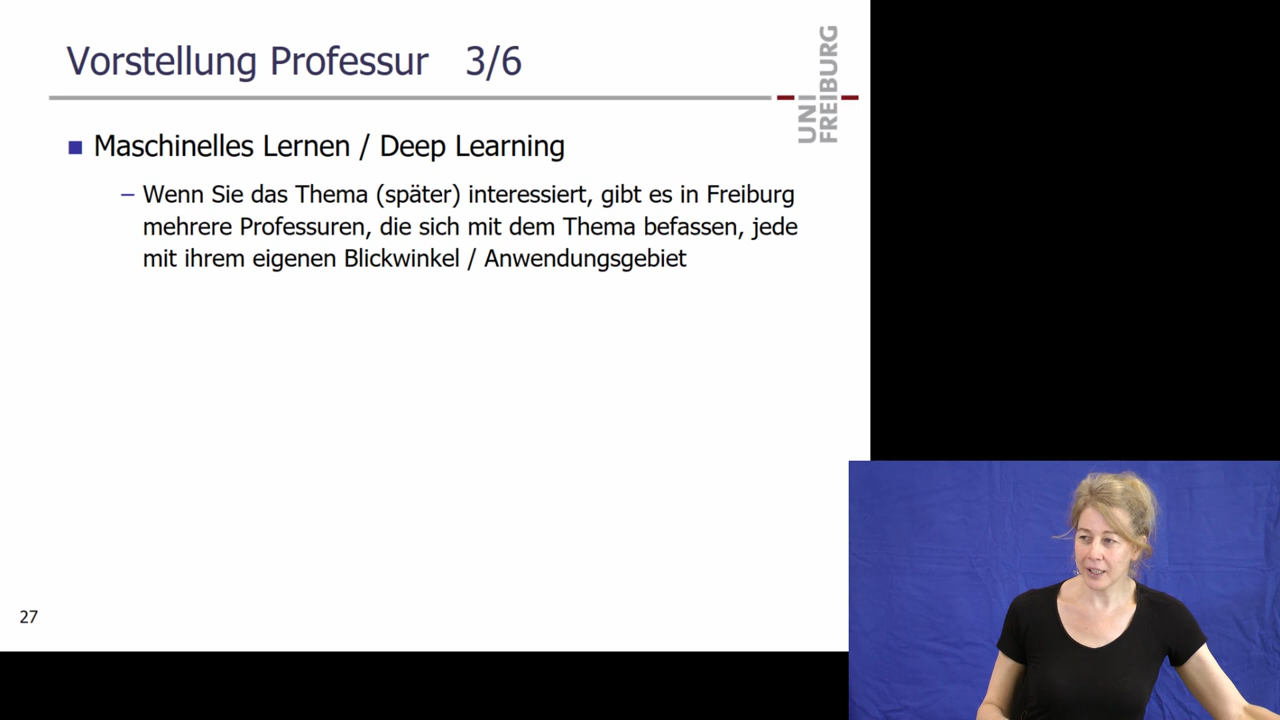 Vorstellung Professur 3/6
UNI
FREIBURG
Maschinelles Lernen / Deep Learning
– Wenn Sie das Thema (später) interessiert, gibt es in Freiburg
mehrere Professuren, die sich mit dem Thema befassen, jede
mit ihrem eigenen Blickwinkel / Anwendungsgebiet
27